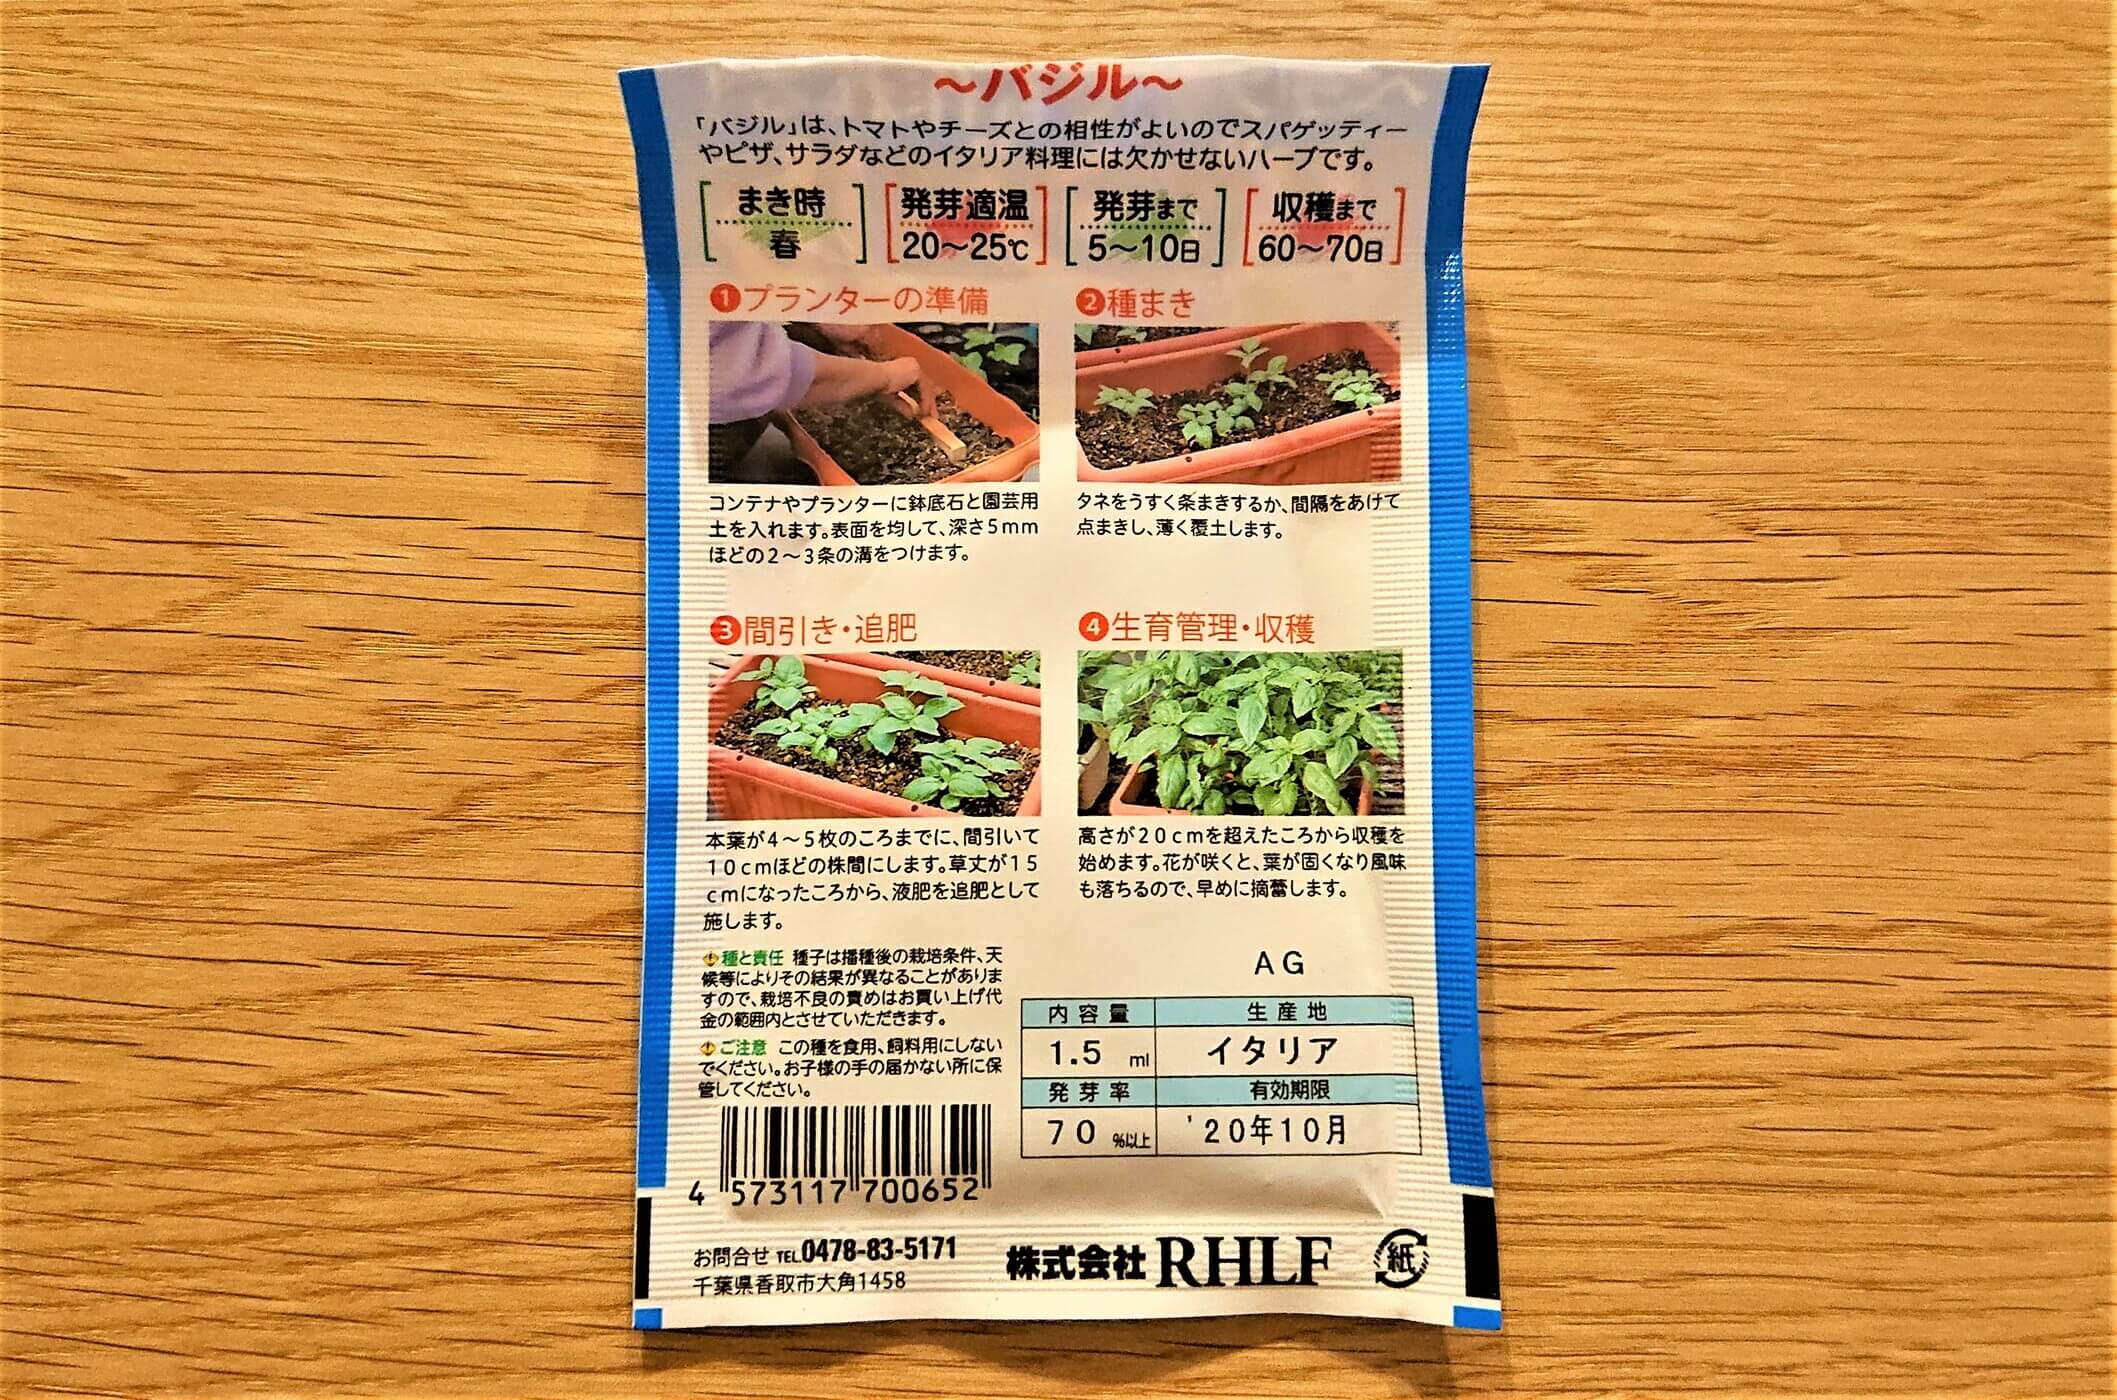 ～バジル～
「バジル」は、トマトやチーズとの相性がよいのでスパゲッティー
やピザ、サラダなどのイタリア料理には欠かせないハーブです。
まき時
春
発芽適温
20～25℃
発芽まで
5～10日
収穫まで
60～70日
❶プランターの準備
コンテナやプランターに鉢底石と園芸用
土を入れます。表面を均して、深さ5mm
ほどの2～3条の溝をつけます。
❷種まき
タネをうすく条まきするか、間隔をあけて
点まきし、薄く覆土します。
❸間引き・追肥
本葉が4～5枚のころまでに、間引いて
10cmほどの株間にします。草丈が15
cmになったころから、液肥を追肥として
施します。
❹生育管理・収穫
高さが20cmを超えたころから収穫を
始めます。花が咲くと、葉が固くなり風味
も落ちるので、早めに摘蕾します。
種と責任 種子は播種後の栽培条件、天
候等によりその結果が異なることがありま
すので、栽培不良の責めはお買い上げ代
金の範囲内とさせていただきます。
ご注意 この種を食用、飼料用にしない
でください。お子様の手の届かない所に保
管してください。
AG
内容量 生産地
1.5 ml イタリア
発芽率 有効期限
70 %以上 '20年10月
4 573117 700652
お問合せ TEL.0478-83-5171
千葉県香取市大角1458
株式会社RHLF
紙